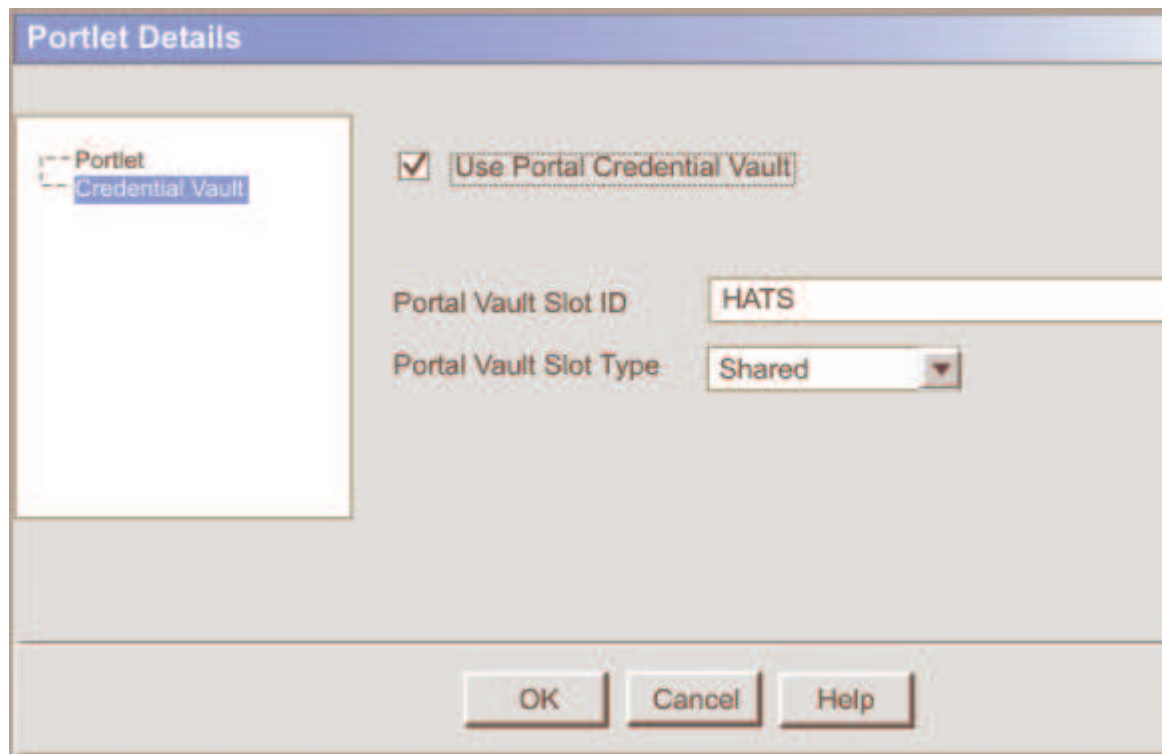 Portlet Details
Portlet
Credential Vault
Use Portal Credential Vault
Portal Vault Slot ID HATS
Portal Vault Slot Type Shared
OK Cancel Help